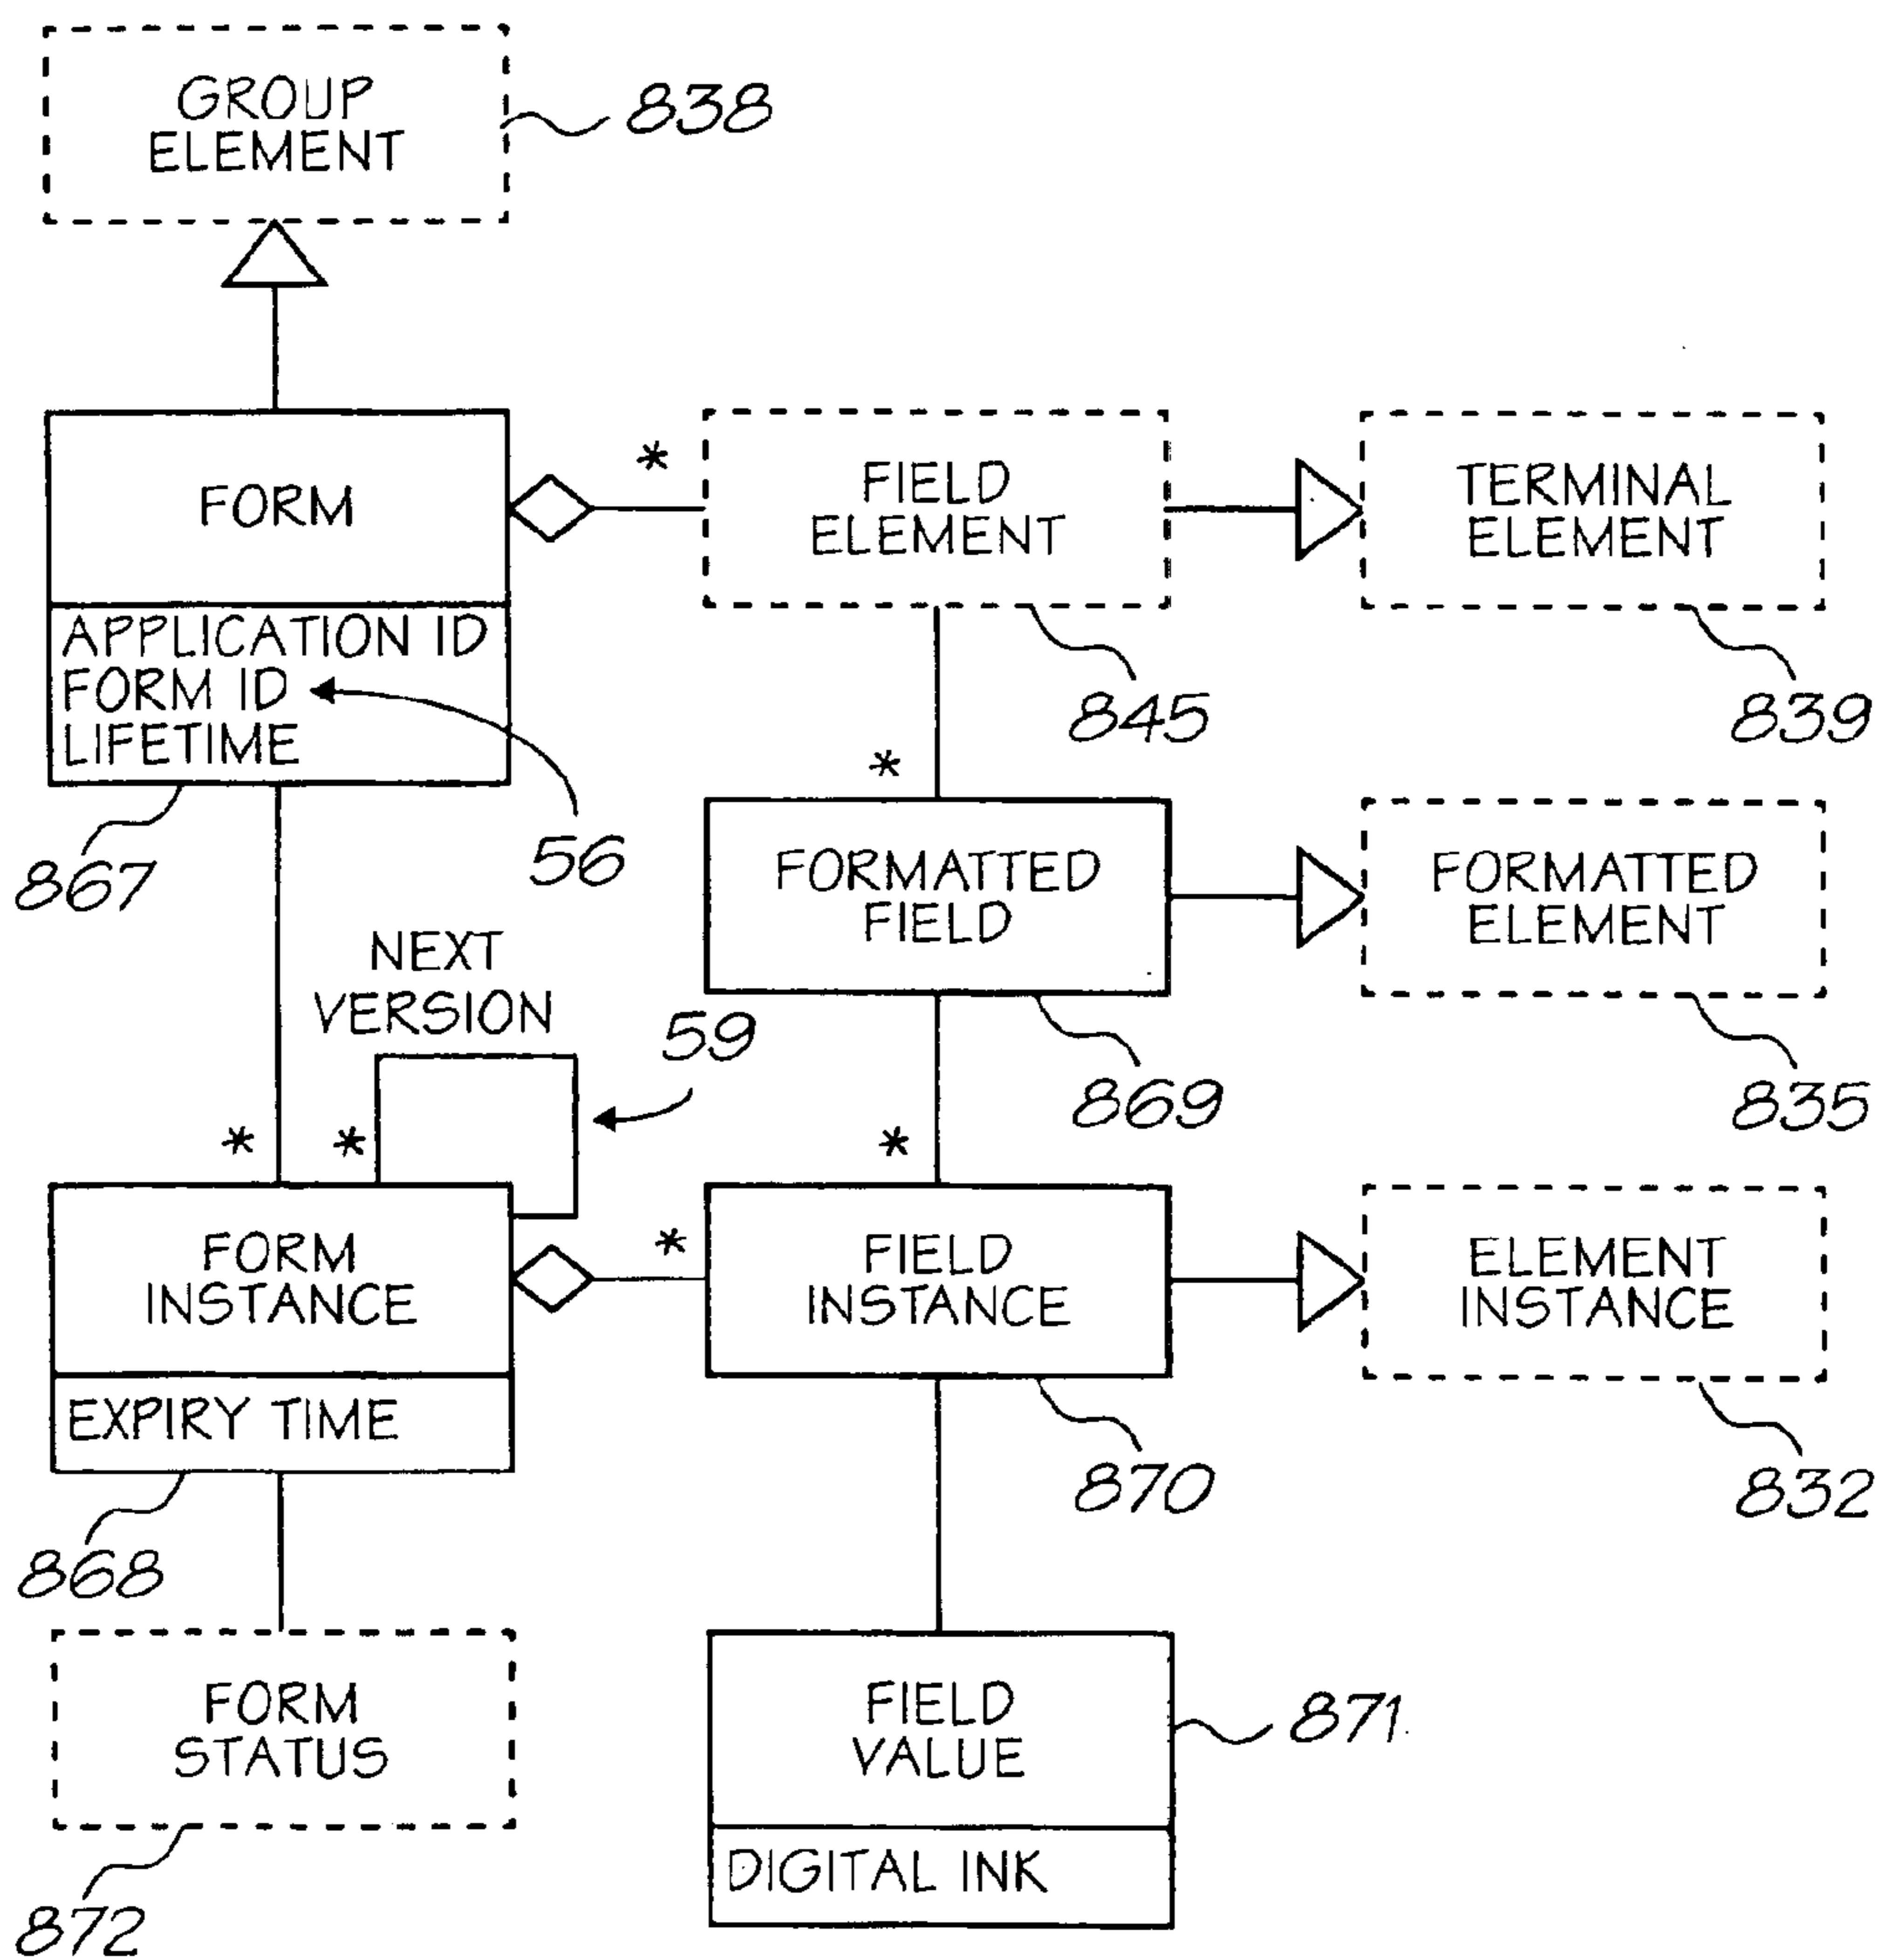 GROUP
ELEMENT
838
FORM
*
FIELD
ELEMENT
TERMINAL
ELEMENT
APPLICATION ID
FORM ID
LIFETIME
845
839
*
867
56
FORMATTED
FIELD
FORMATTED
ELEMENT
NEXT
VERSION
59
869
835
*
*
*
FORM
INSTANCE
*
FIELD
INSTANCE
ELEMENT
INSTANCE
EXPIRY TIME
870
832
868
FORM
STATUS
FIELD
VALUE
871
DIGITAL INK
872